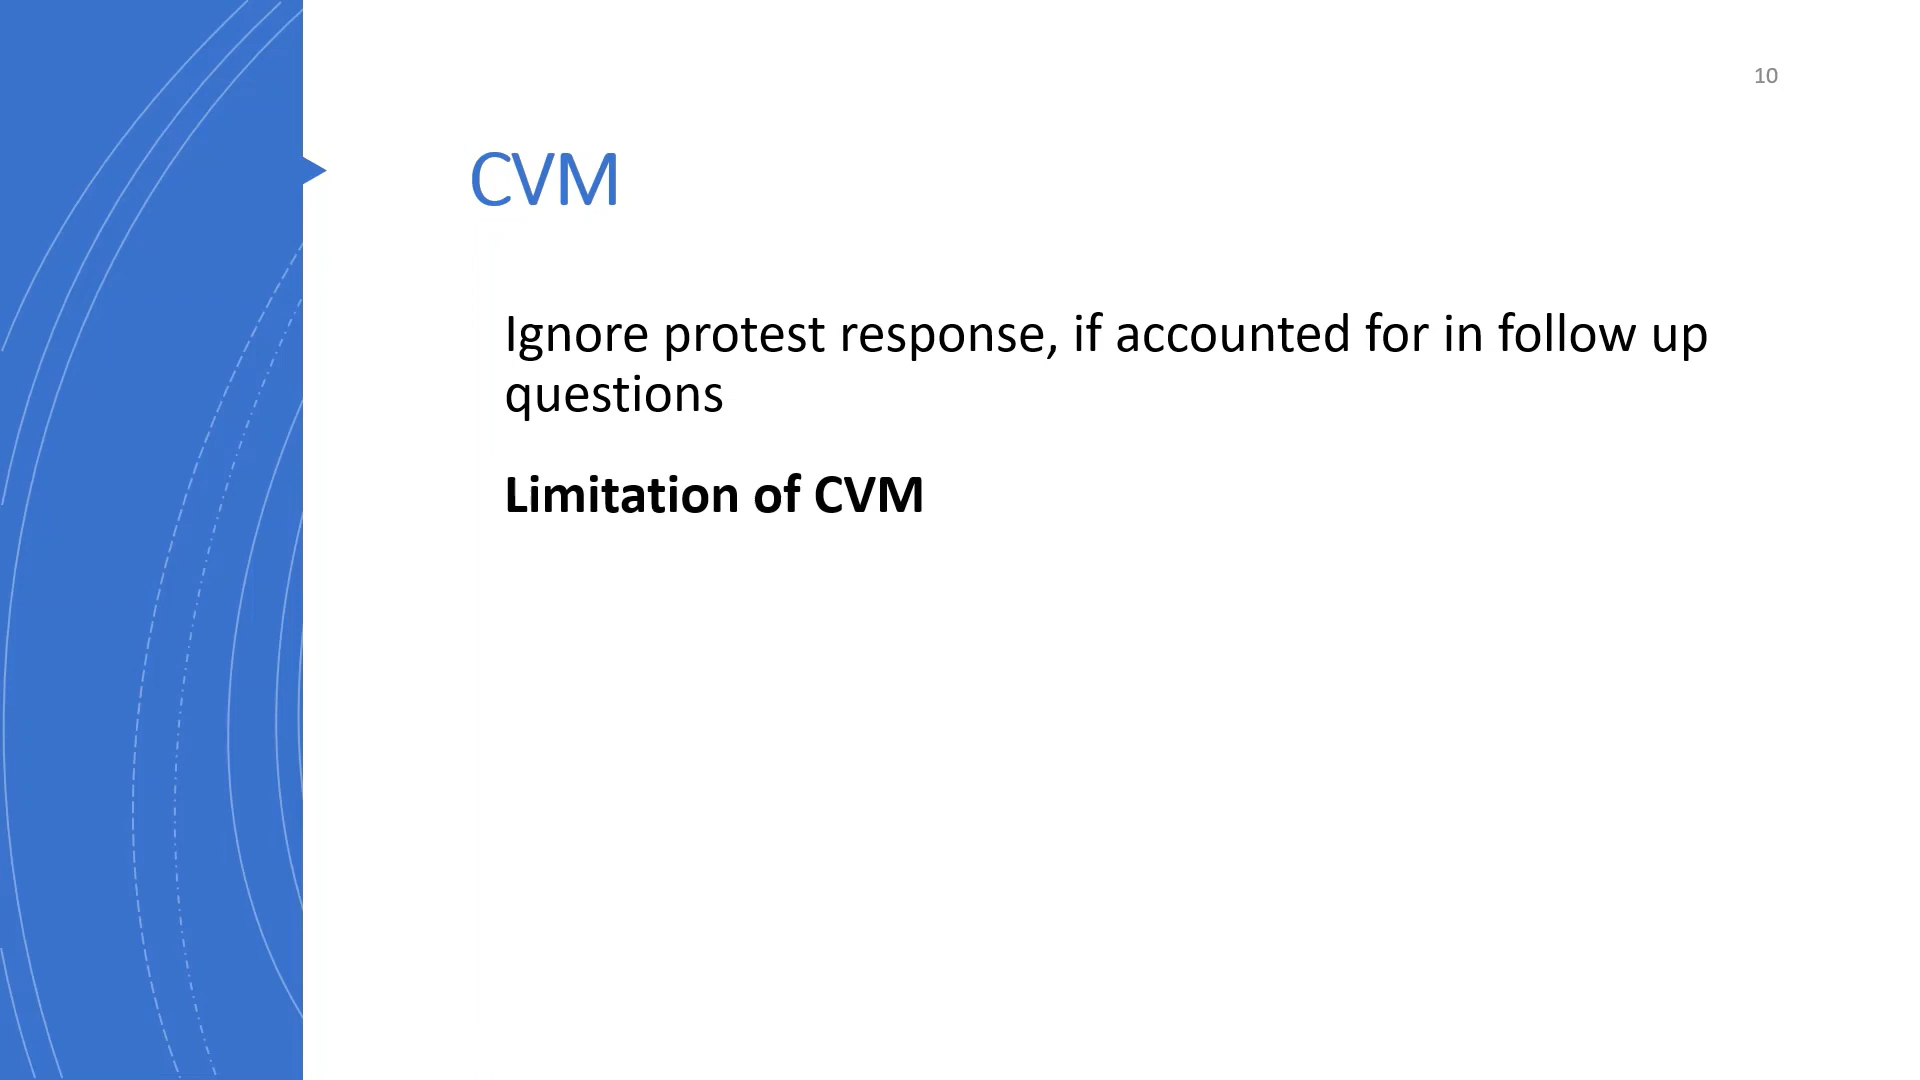 10
CVM
Ignore protest response, if accounted for in follow up
questions
Limitation of CVM